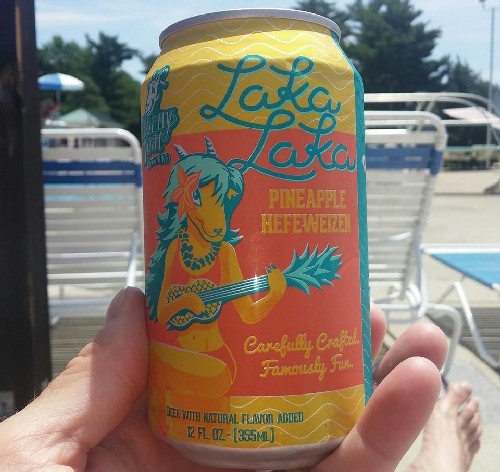 Laka
Laka
PINEAPPLE
HEFEWEIZEN
Carefully Crafted.
Famously Fun.
BEER WITH NATURAL FLAVOR ADDED
12 FL. OZ - (355ML)